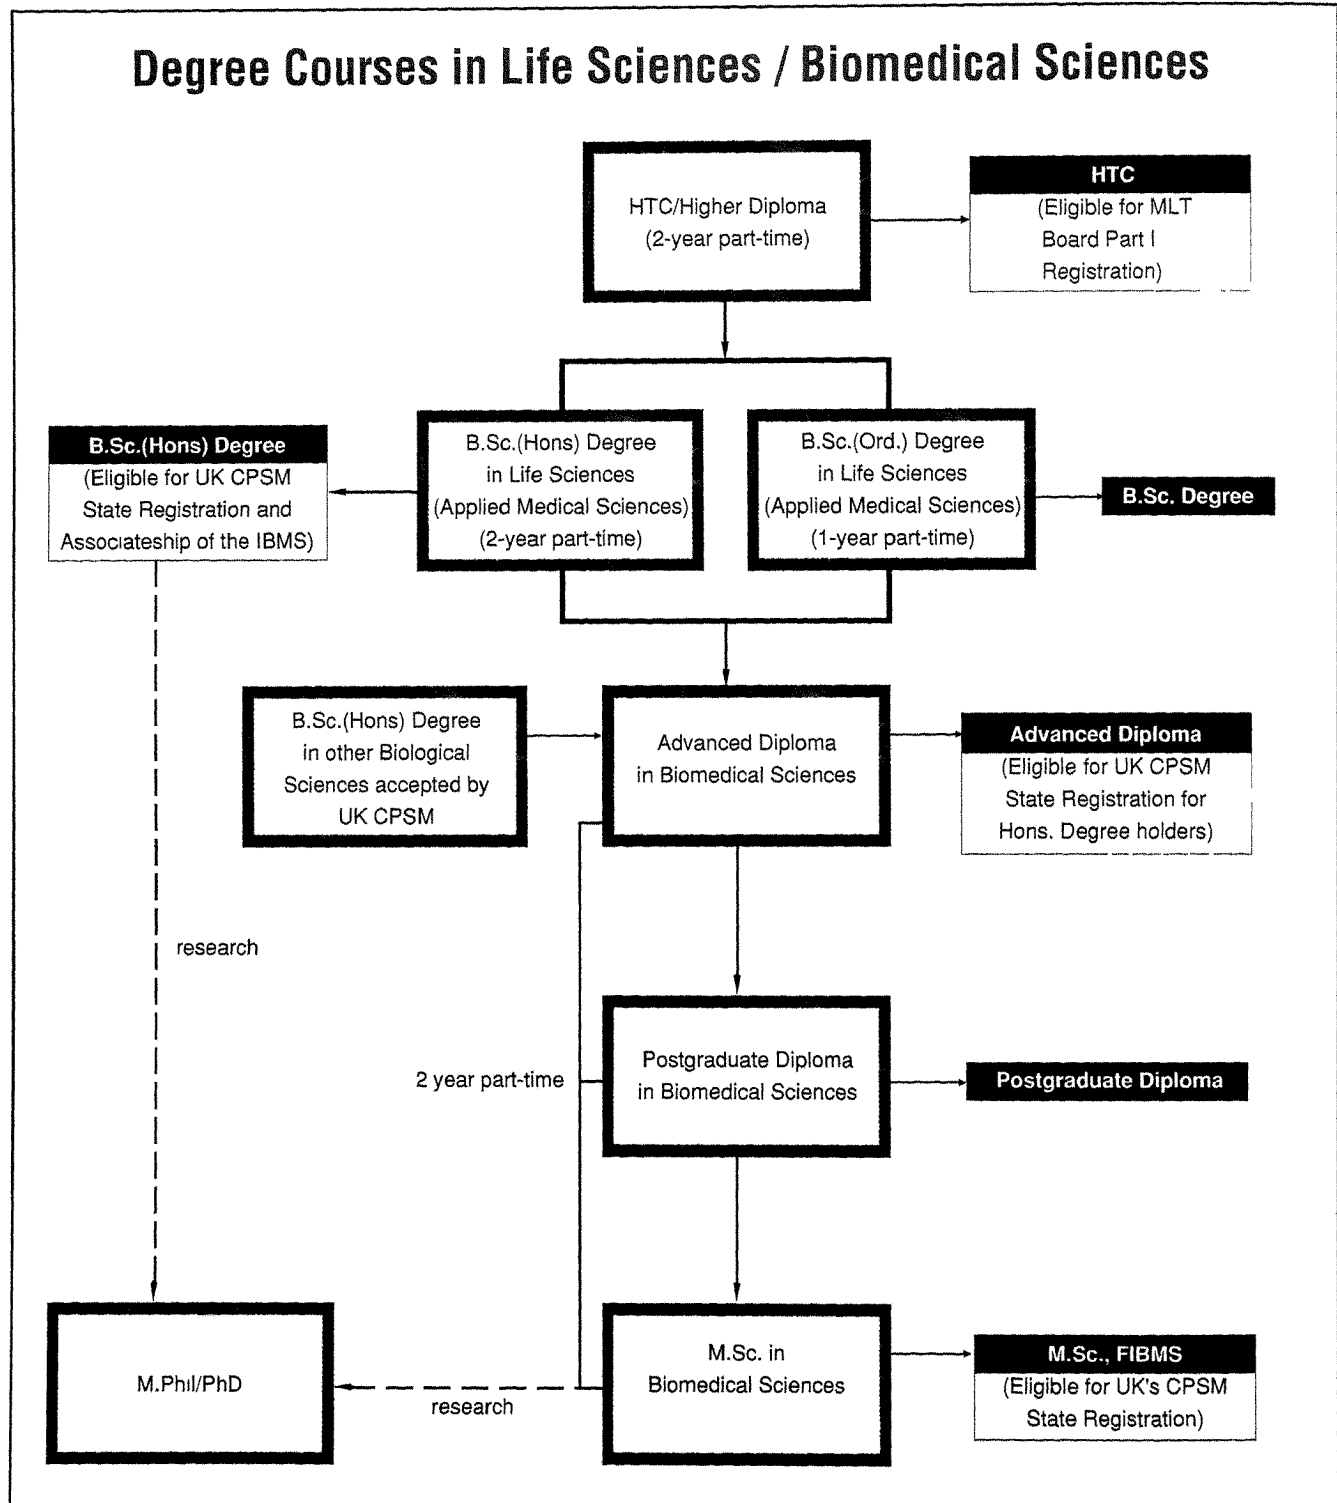 Degree Courses in Life Sciences / Biomedical Sciences
HTC/Higher Diploma
(2-year part-time)
HTC
(Eligible for MLT
Board Part I
Registration)
B.Sc.(Hons) Degree
(Eligible for UK CPSM
State Registration and
Associateship of the IBMS)
B.Sc.(Hons) Degree
in Life Sciences
(Applied Medical Sciences)
(2-year part-time)
B.Sc.(Ord.) Degree
in Life Sciences
(Applied Medical Sciences)
(1-year part-time)
B.Sc. Degree
B.Sc.(Hons) Degree
in other Biological
Sciences accepted by
UK CPSM
Advanced Diploma
in Biomedical Sciences
Advanced Diploma
(Eligible for UK CPSM
State Registration for
Hons. Degree holders)
research
2 year part-time
Postgraduate Diploma
in Biomedical Sciences
Postgraduate Diploma
M.Phil/PhD
research
M.Sc. in
Biomedical Sciences
M.Sc., FIBMS
(Eligible for UK's CPSM
State Registration)